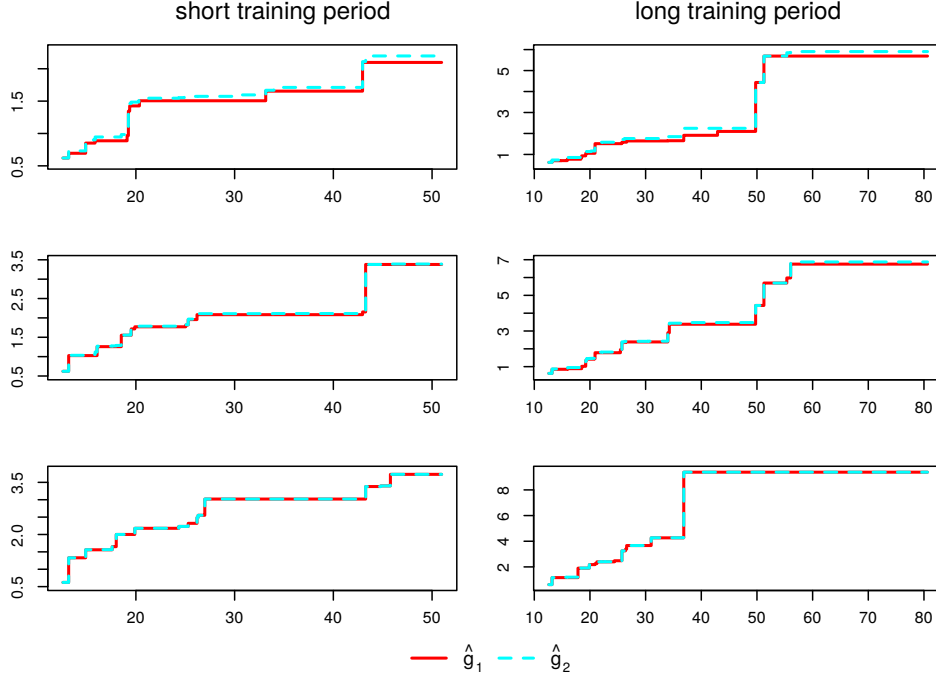 short training period
long training period
0.5 1.5
20 30 40 50
1 3 5
10 20 30 40 50 60 70 80
0.5 1.5 2.5 3.5
20 30 40 50
1 3 5 7
10 20 30 40 50 60 70 80
0.5 2.0 3.5
20 30 40 50
2 4 6 8
10 20 30 40 50 60 70 80
ĝ₁ ĝ₂